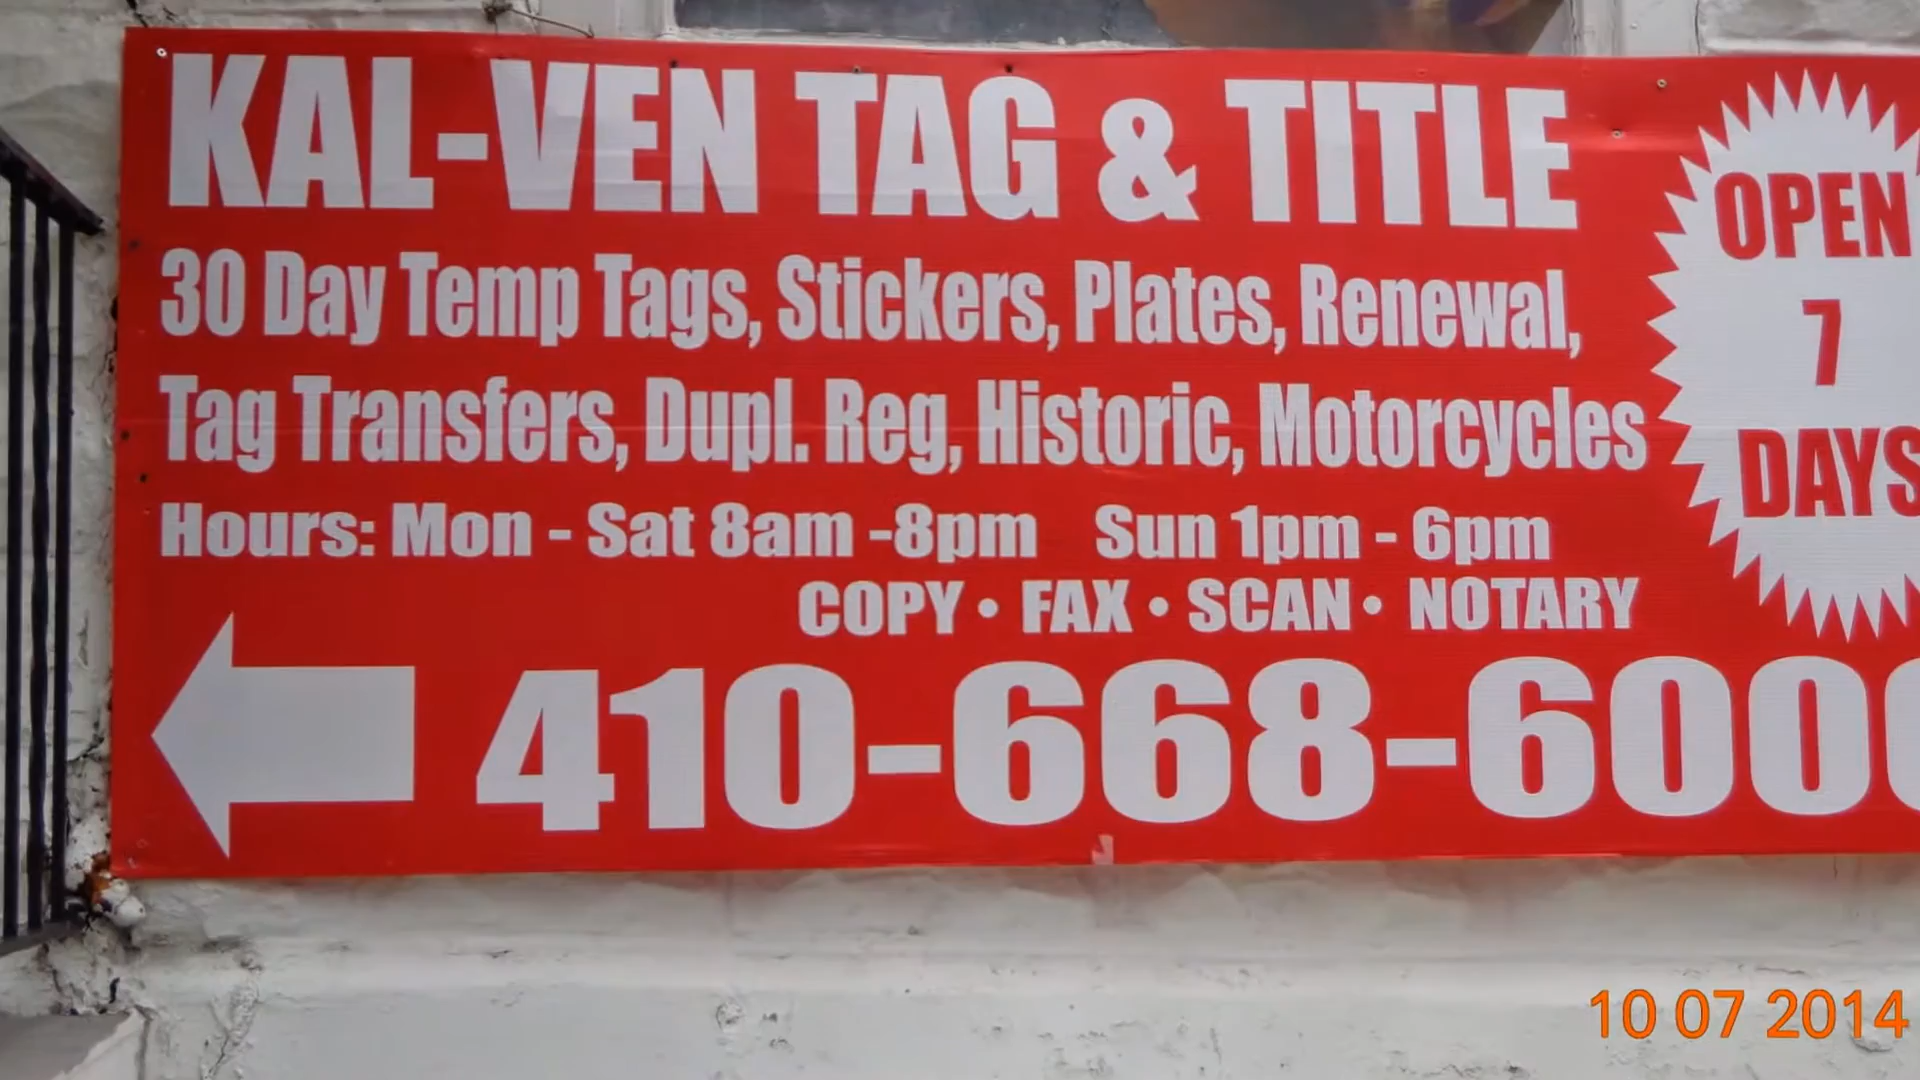 KAL-VEN TAG & TITLE
30 Day Temp Tags, Stickers, Plates, Renewal,
Tag Transfers, Dupl. Reg, Historic, Motorcycles
Hours: Mon - Sat 8am -8pm Sun 1pm - 6pm
COPY • FAX • SCAN • NOTARY
410-668-6000
OPEN
7
DAYS
10 07 2014